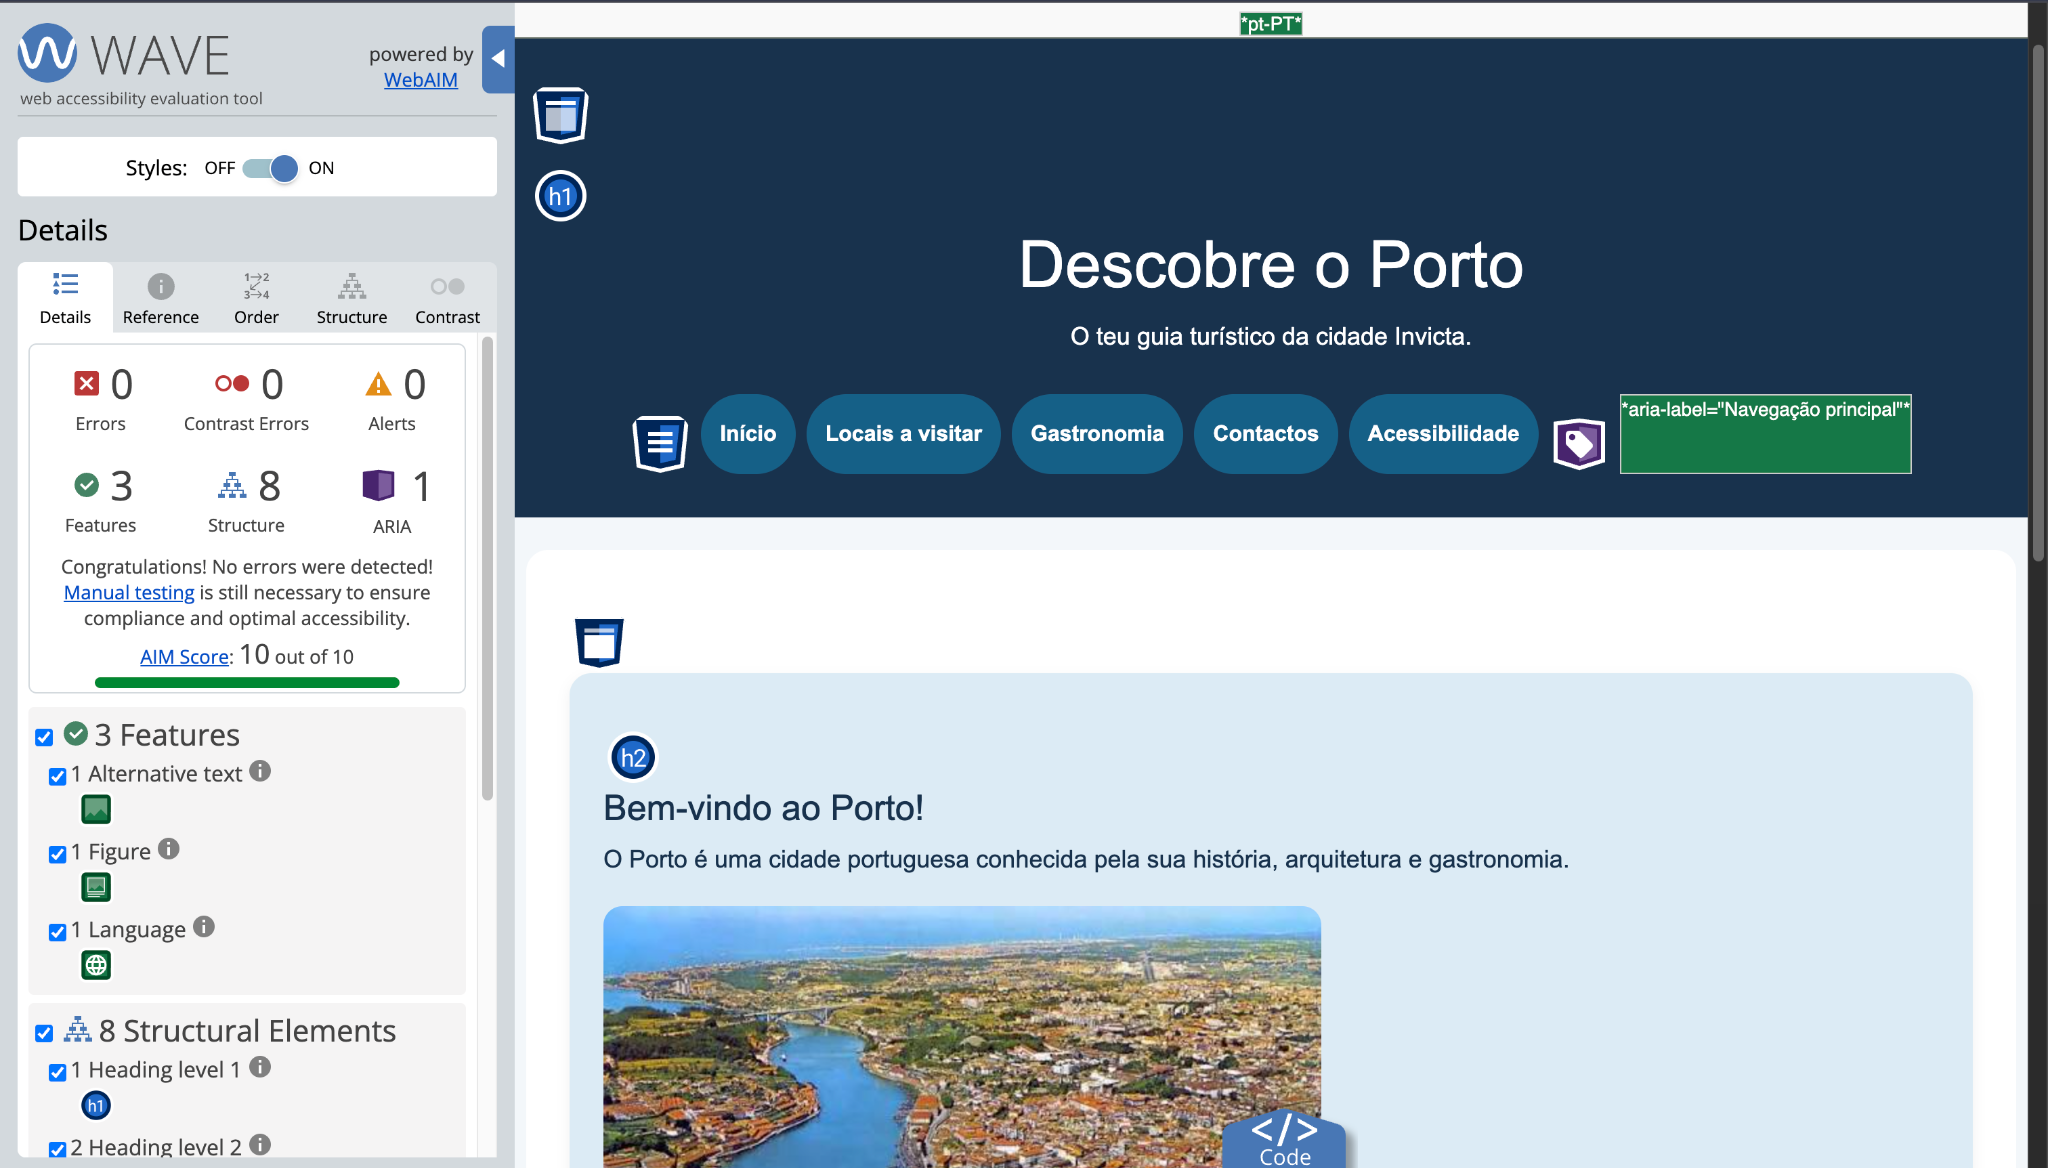 WAVE
web accessibility evaluation tool
powered by
WebAIM
Styles: OFF ON
Details
Details Reference Order Structure Contrast
0 0 0
Errors Contrast Errors Alerts
3 8 1
Features Structure ARIA
Congratulations! No errors were detected!
Manual testing is still necessary to ensure
compliance and optimal accessibility.
AIM Score: 10 out of 10
3 Features
1 Alternative text
1 Figure
1 Language
8 Structural Elements
1 Heading level 1
h1
2 Heading level 2
*pt-PT*
h1
Descobre o Porto
O teu guia turístico da cidade Invicta.
Início Locais a visitar Gastronomia Contactos Acessibilidade
*aria-label="Navegação principal"*
h2
Bem-vindo ao Porto!
O Porto é uma cidade portuguesa conhecida pela sua história, arquitetura e gastronomia.
</>
Code